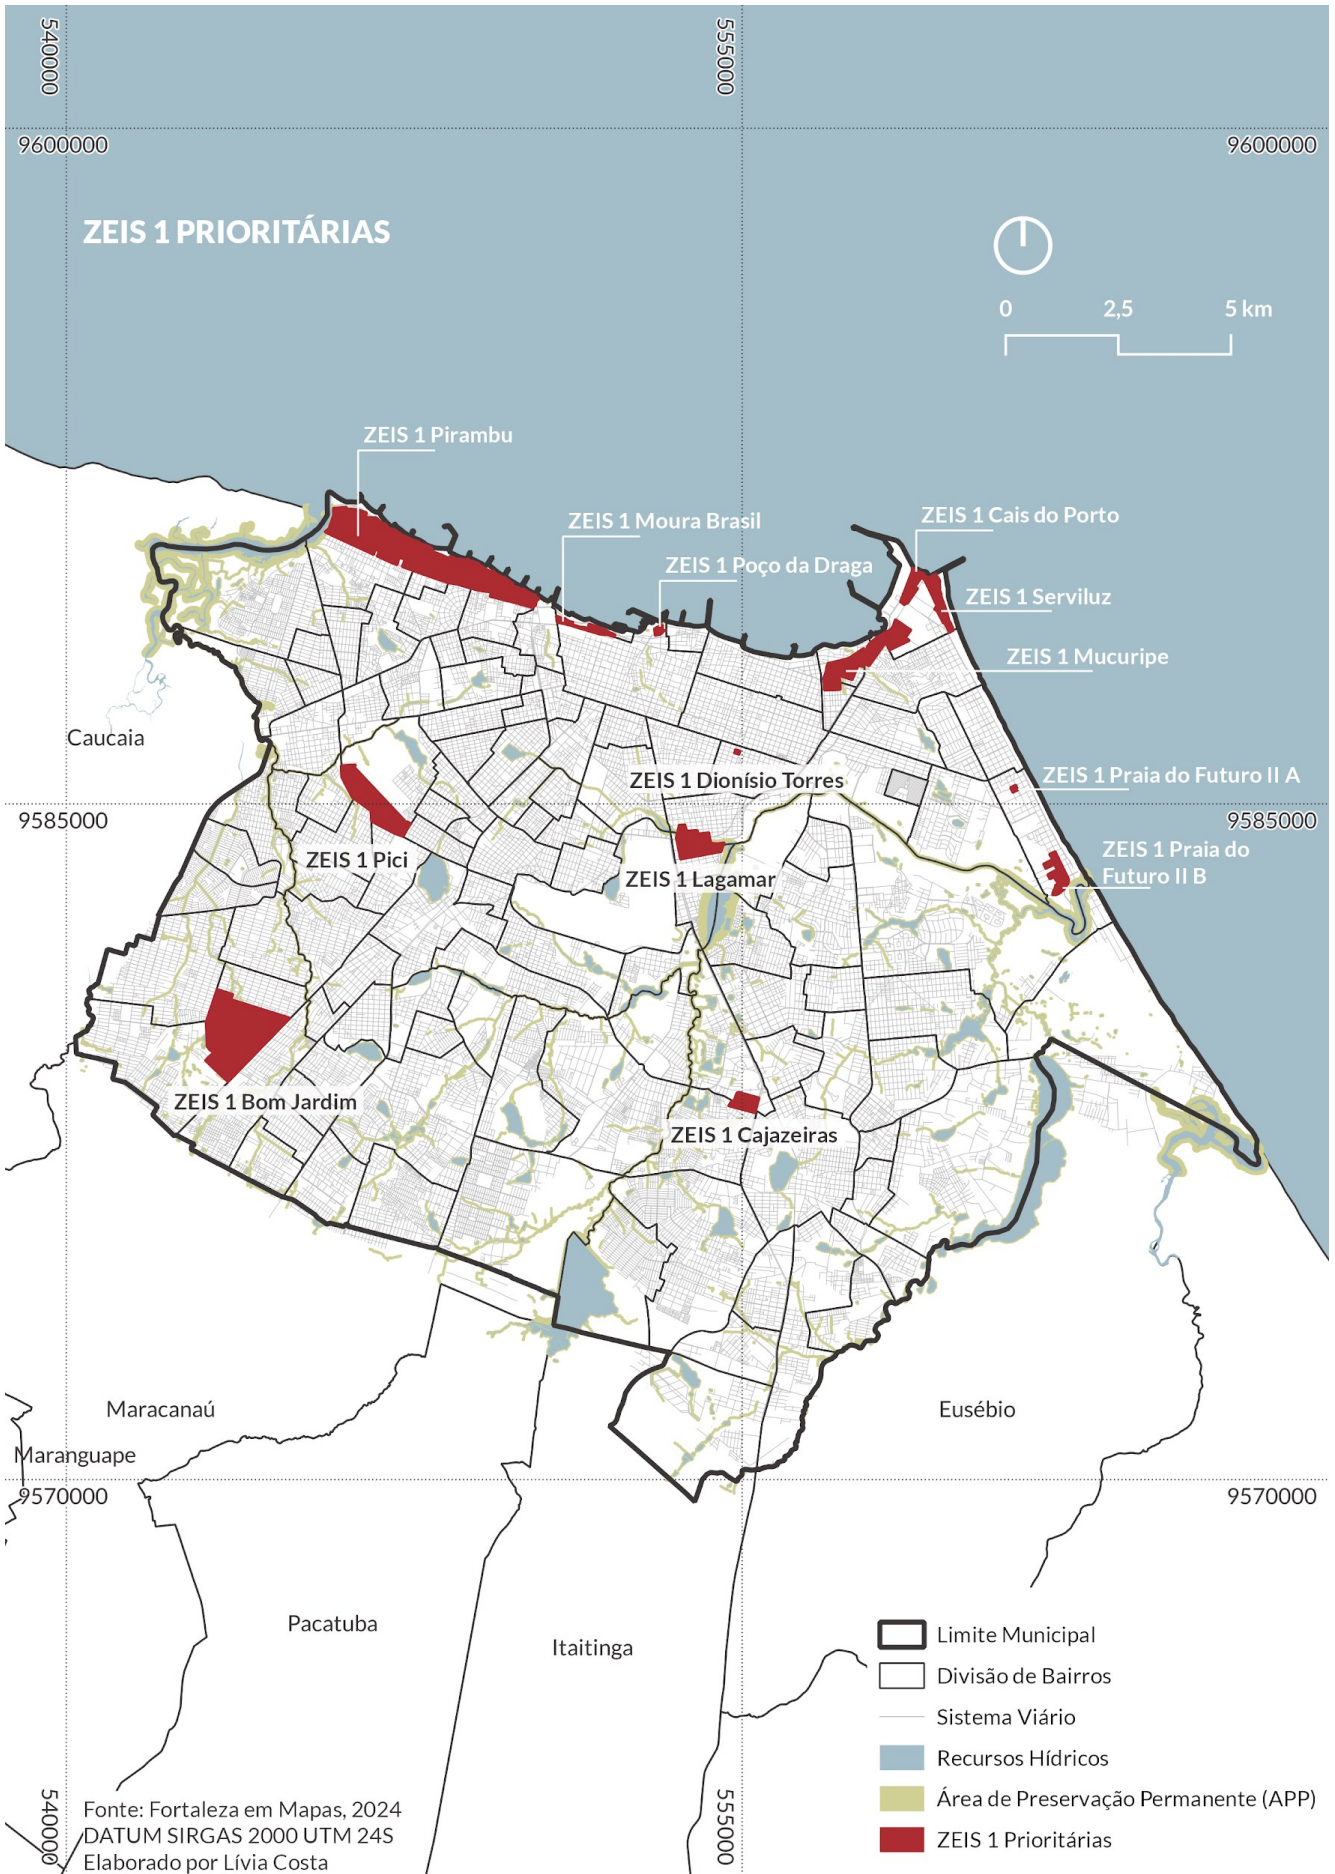 540000
555000
9600000
9600000
ZEIS 1 PRIORITÁRIAS
0 2,5 5 km
ZEIS 1 Pirambu
ZEIS 1 Moura Brasil
ZEIS 1 Cais do Porto
ZEIS 1 Poço da Draga
ZEIS 1 Serviluz
ZEIS 1 Mucuripe
Caucaia
ZEIS 1 Dionísio Torres
ZEIS 1 Praia do Futuro II A
9585000
9585000
ZEIS 1 Pici
ZEIS 1 Praia do
Futuro II B
ZEIS 1 Lagamar
ZEIS 1 Bom Jardim
ZEIS 1 Cajazeiras
Maracanaú
Eusébio
Maranguape
9570000
9570000
Pacatuba
Itaitinga
Limite Municipal
Divisão de Bairros
Sistema Viário
Recursos Hídricos
Área de Preservação Permanente (APP)
ZEIS 1 Prioritárias
540000
555000
Fonte: Fortaleza em Mapas, 2024
DATUM SIRGAS 2000 UTM 24S
Elaborado por Lívia Costa